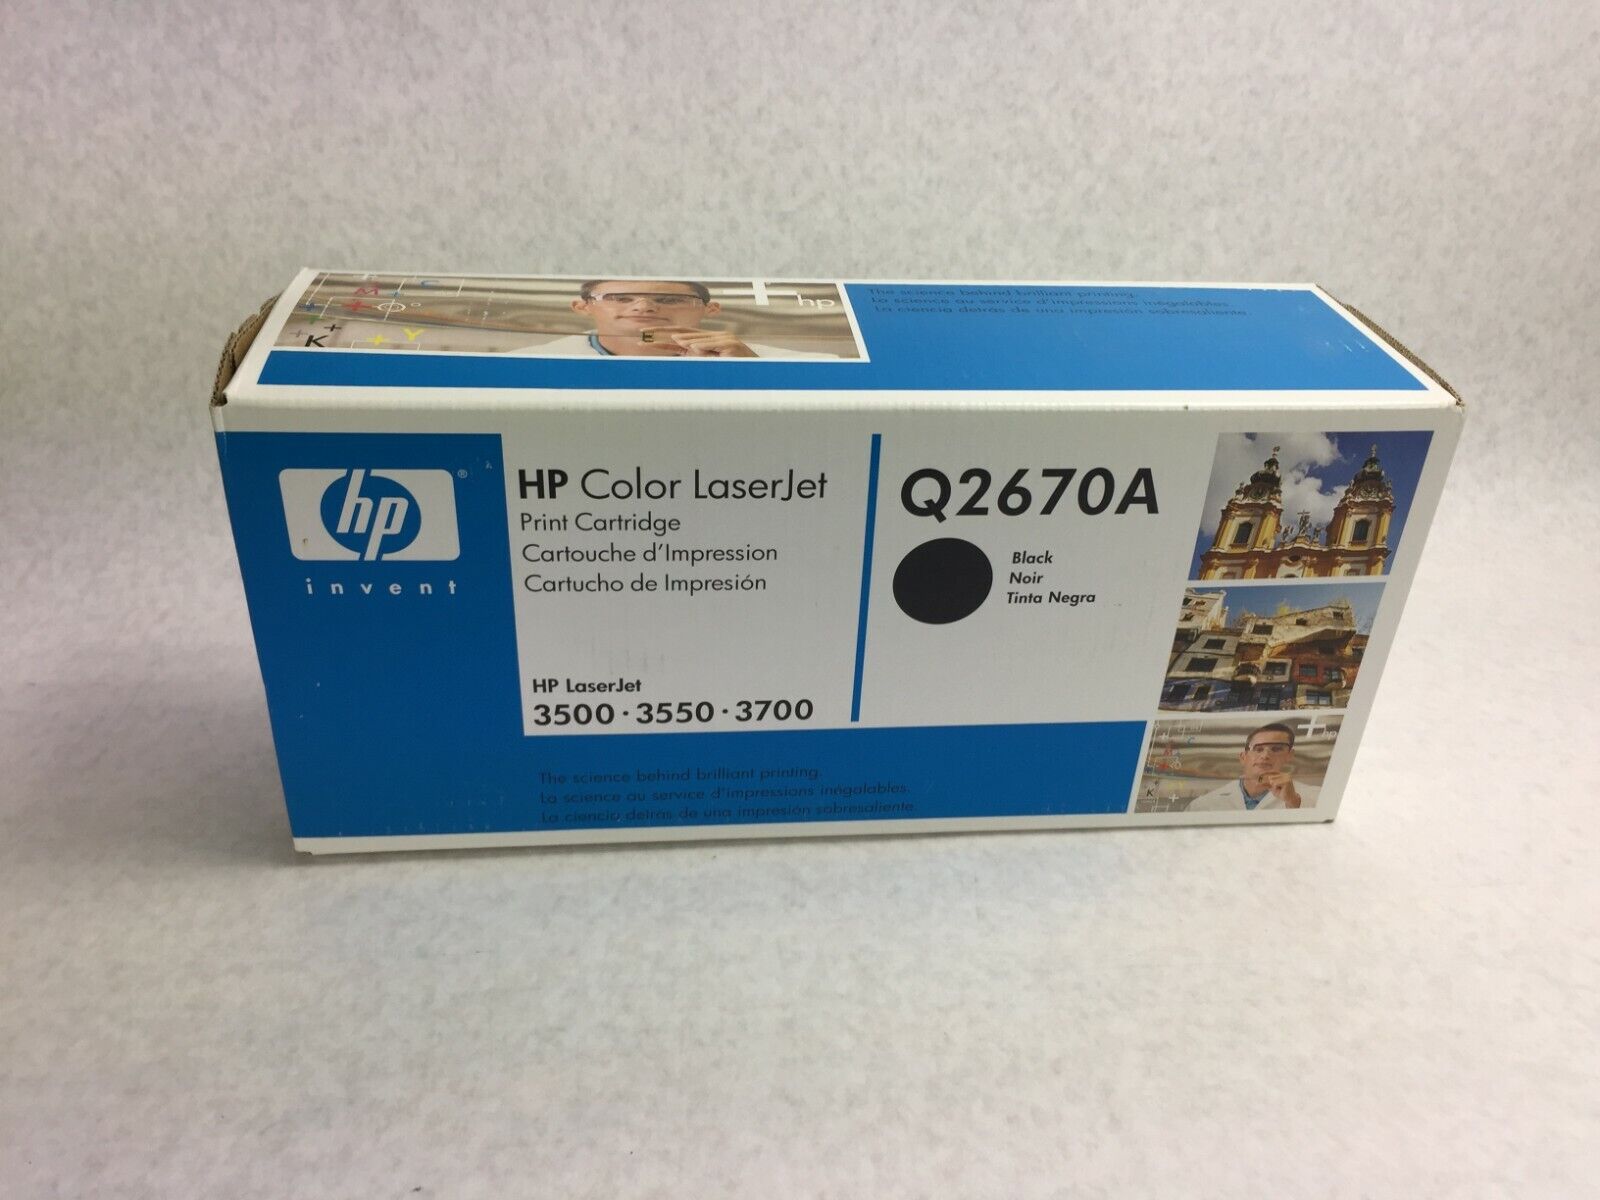 M C
K Y
E
hp
The science behind brilliant printing.
La science au service d'impressions inégalables.
La ciencia detrás de una impresión sobresaliente.
hp®
invent
HP Color LaserJet
Print Cartridge
Cartouche d'Impression
Cartucho de Impresión
HP LaserJet
3500 · 3550 · 3700
Q2670A
Black
Noir
Tinta Negra
The science behind brilliant printing.
La science au service d'impressions inégalables.
La ciencia detrás de una impresión sobresaliente.
M C
K
hp